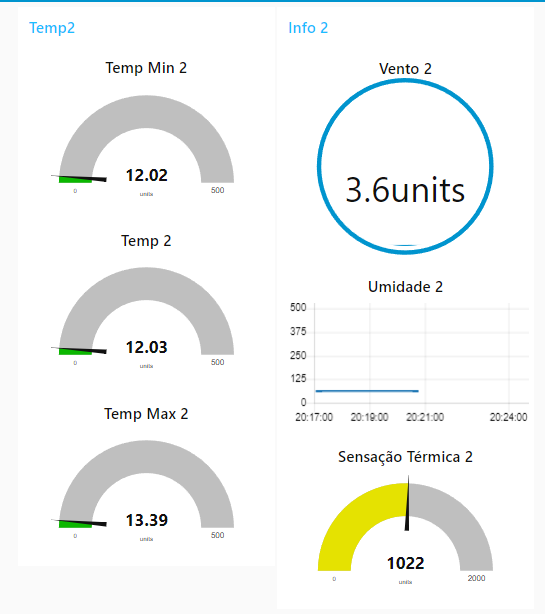 Temp2
Temp Min 2
12.02
0 units 500
Temp 2
12.03
0 units 500
Temp Max 2
13.39
0 units 500
Info 2
Vento 2
3.6units
Umidade 2
500
375
250
125
0
20:17:00 20:19:00 20:21:00 20:24:00
Sensação Térmica 2
1022
0 units 2000